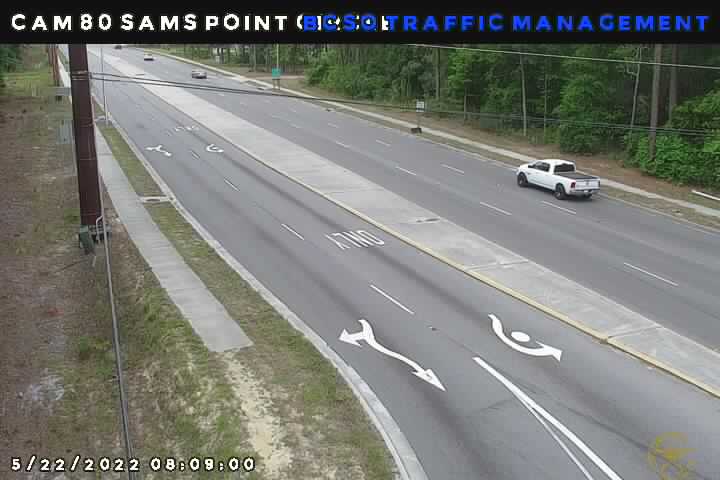 CAM 80 SAMS POINT
BCSO TRAFFIC MANAGEMENT
ONLY
5/22/2022 08:09:00